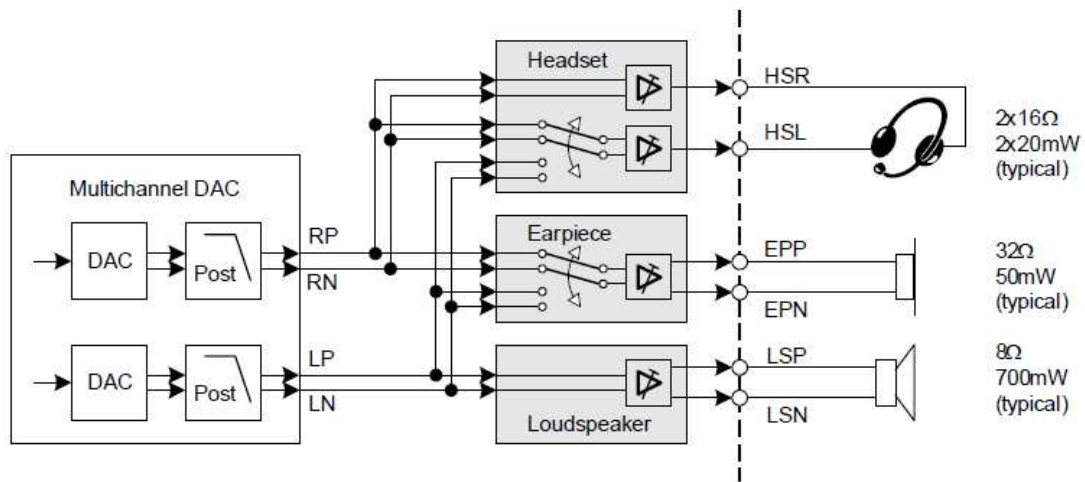 Headset
HSR
HSL
2x16Ω
2x20mW
(typical)
Multichannel DAC
DAC
Post
RP
RN
Earpiece
EPP
EPN
32Ω
50mW
(typical)
DAC
Post
LP
LN
Loudspeaker
LSP
LSN
8Ω
700mW
(typical)